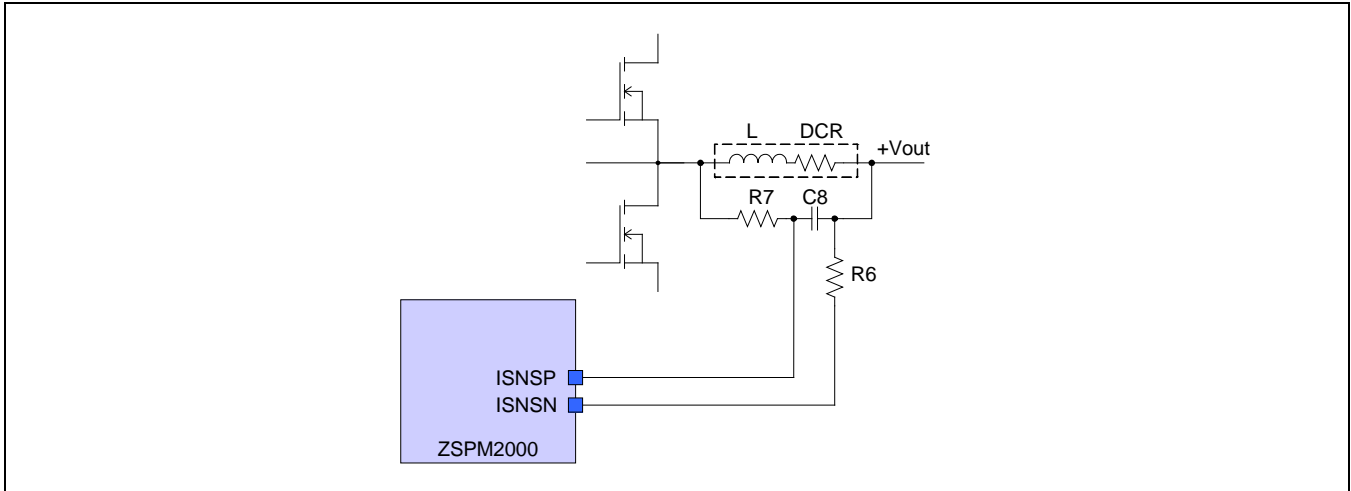 L DCR
+Vout
R7 C8
R6
ISNSP
ISNSN
ZSPM2000